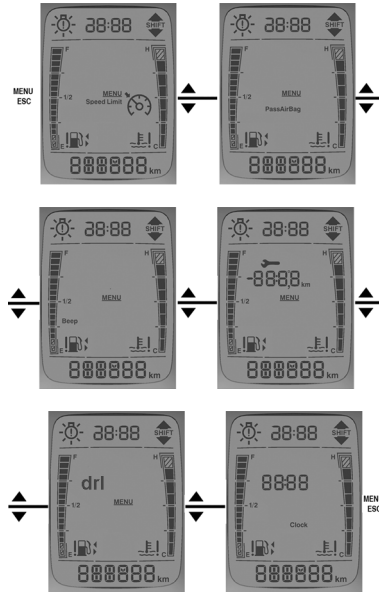 88:88 SHIFT
F H
MENU
ESC
1/2 MENU
Speed Limit
E C
888888 km
88:88 SHIFT
F H
1/2 MENU
PassAirBag
E C
888888 km
88:88 SHIFT
F H
1/2 MENU
Beep
E C
888888 km
88:88 SHIFT
F H
-88:8,8 km
1/2 MENU
E C
888888 km
88:88 SHIFT
F H
drl
1/2 MENU
E C
888888 km
88:88 SHIFT
F H
88:88
1/2
Clock
E C
888888 km
MENU
ESC